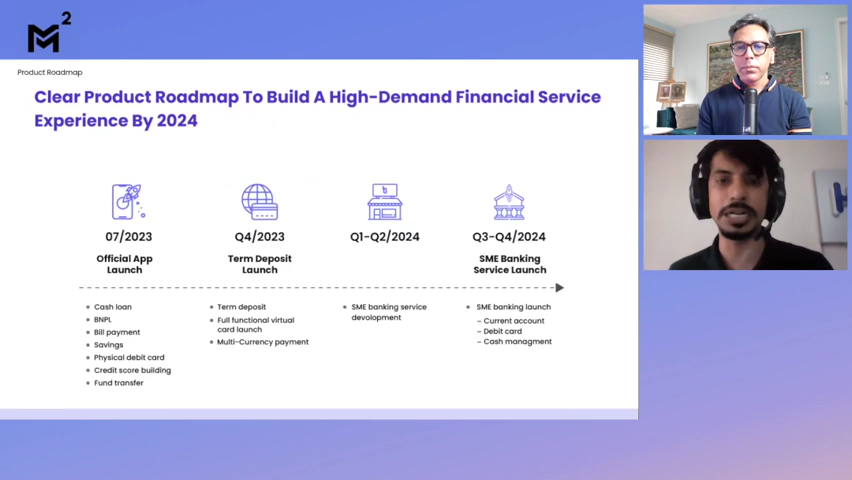 M2
Product Roadmap
Clear Product Roadmap To Build A High-Demand Financial Service
Experience By 2024
07/2023
Official App
Launch
Cash loan
BNPL
Bill payment
Savings
Physical debit card
Credit score building
Fund transfer
Q4/2023
Term Deposit
Launch
Term deposit
Full functional virtual
card launch
Multi-Currency payment
Q1-Q2/2024
SME banking service
devolopment
Q3-Q4/2024
SME Banking
Service Launch
SME banking launch
– Current account
– Debit card
– Cash managment